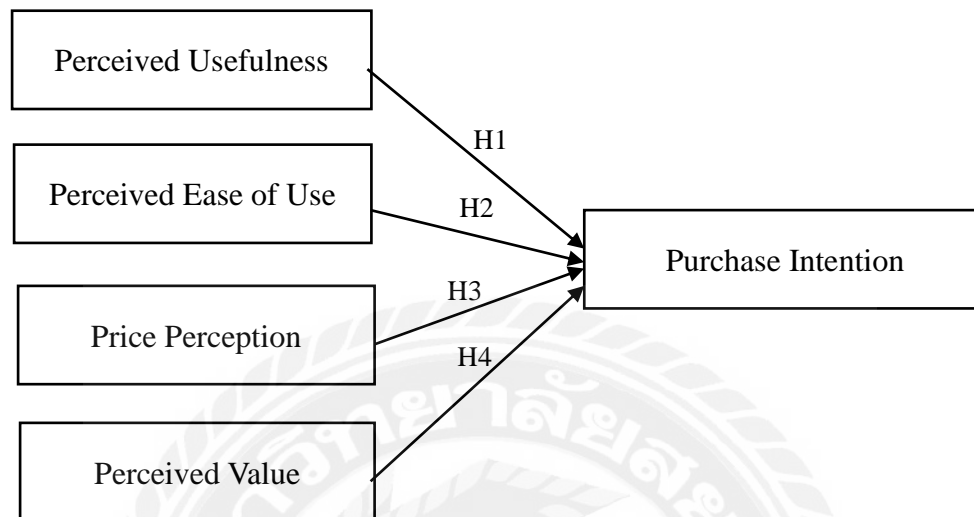 Perceived Usefulness
H1
Perceived Ease of Use
H2
Purchase Intention
H3
Price Perception
H4
Perceived Value